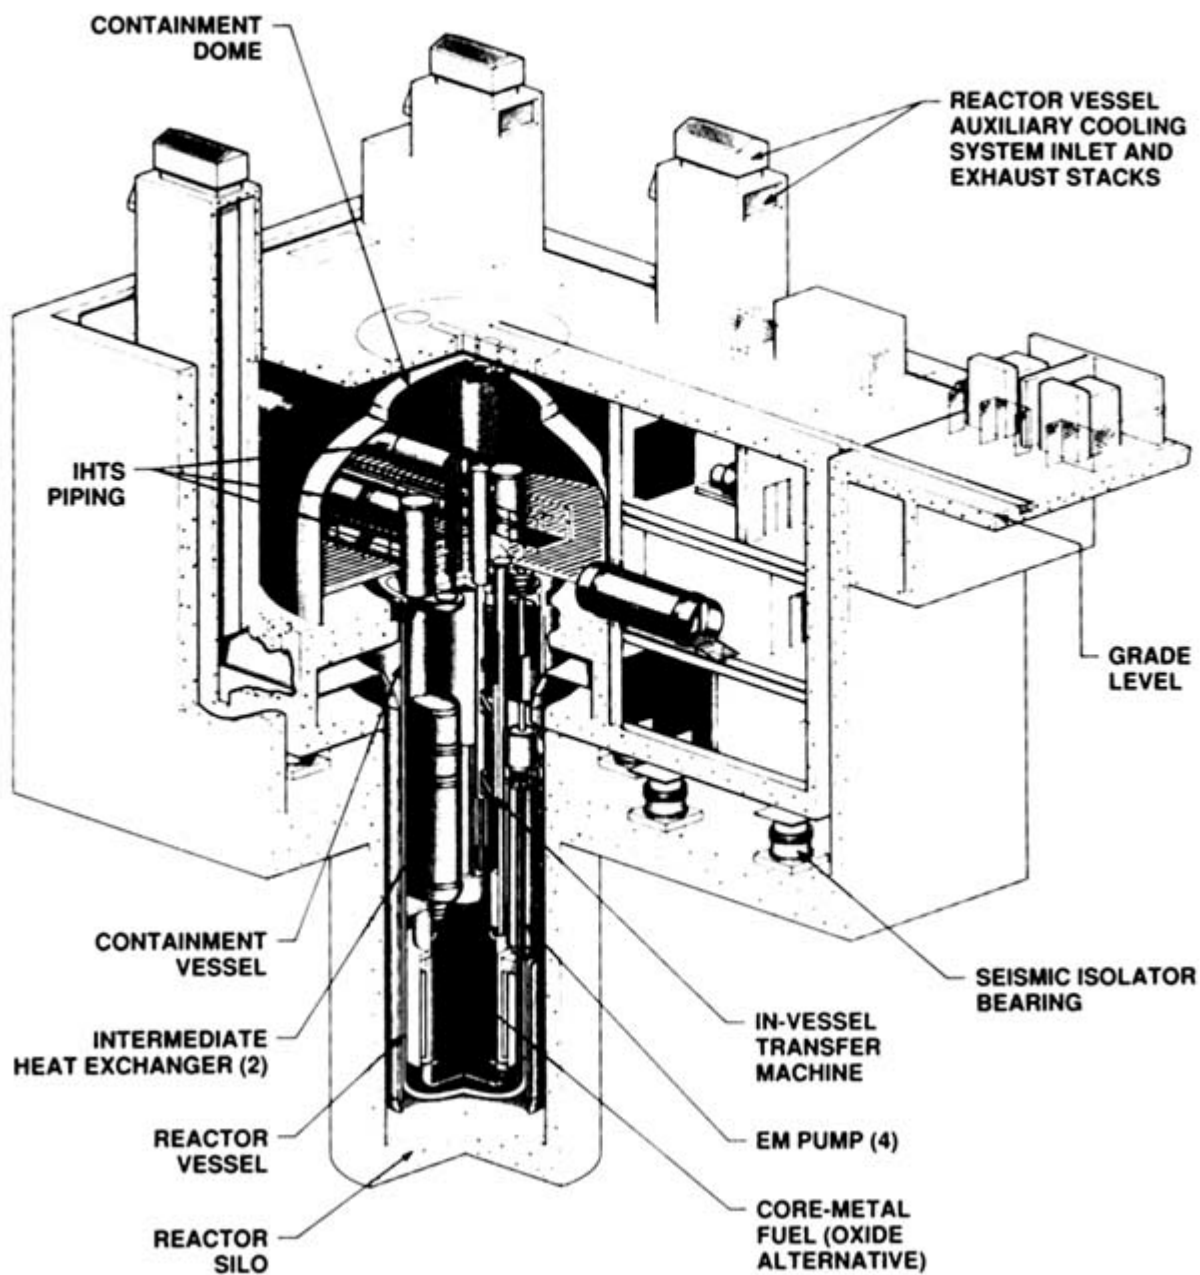 CONTAINMENT
DOME
REACTOR VESSEL
AUXILIARY COOLING
SYSTEM INLET AND
EXHAUST STACKS
IHTS
PIPING
GRADE
LEVEL
CONTAINMENT
VESSEL
SEISMIC ISOLATOR
BEARING
INTERMEDIATE
HEAT EXCHANGER (2)
IN-VESSEL
TRANSFER
MACHINE
REACTOR
VESSEL
EM PUMP (4)
REACTOR
SILO
CORE-METAL
FUEL (OXIDE
ALTERNATIVE)